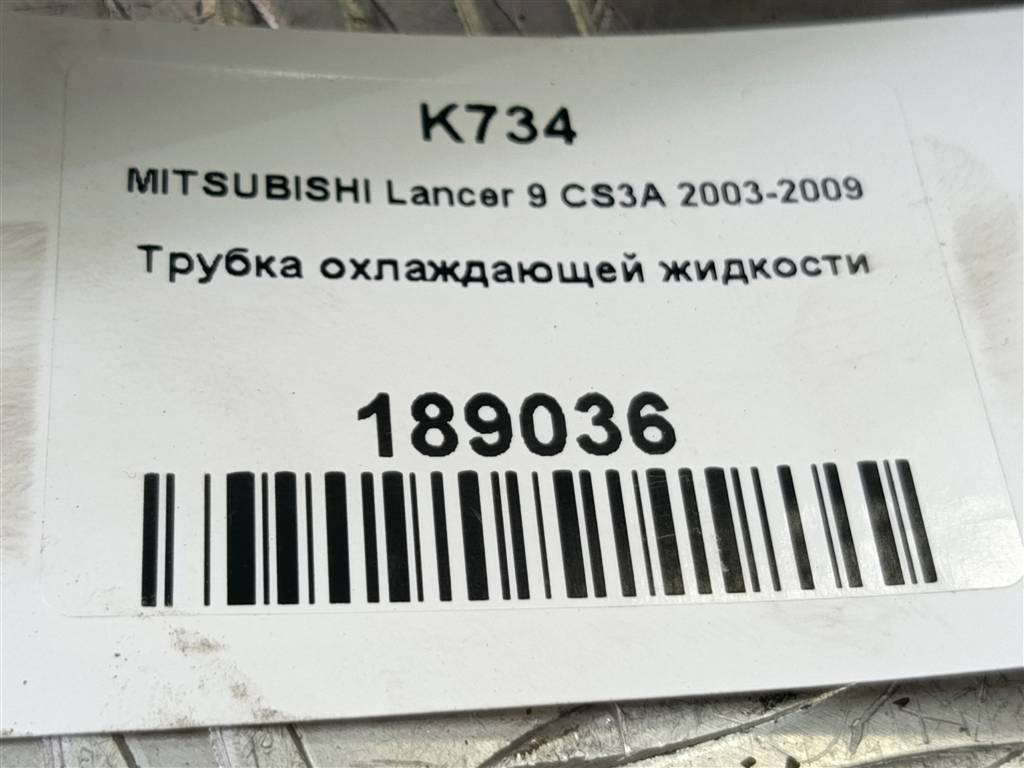 K734
MITSUBISHI Lancer 9 CS3A 2003-2009
Трубка охлаждающей жидкости
189036